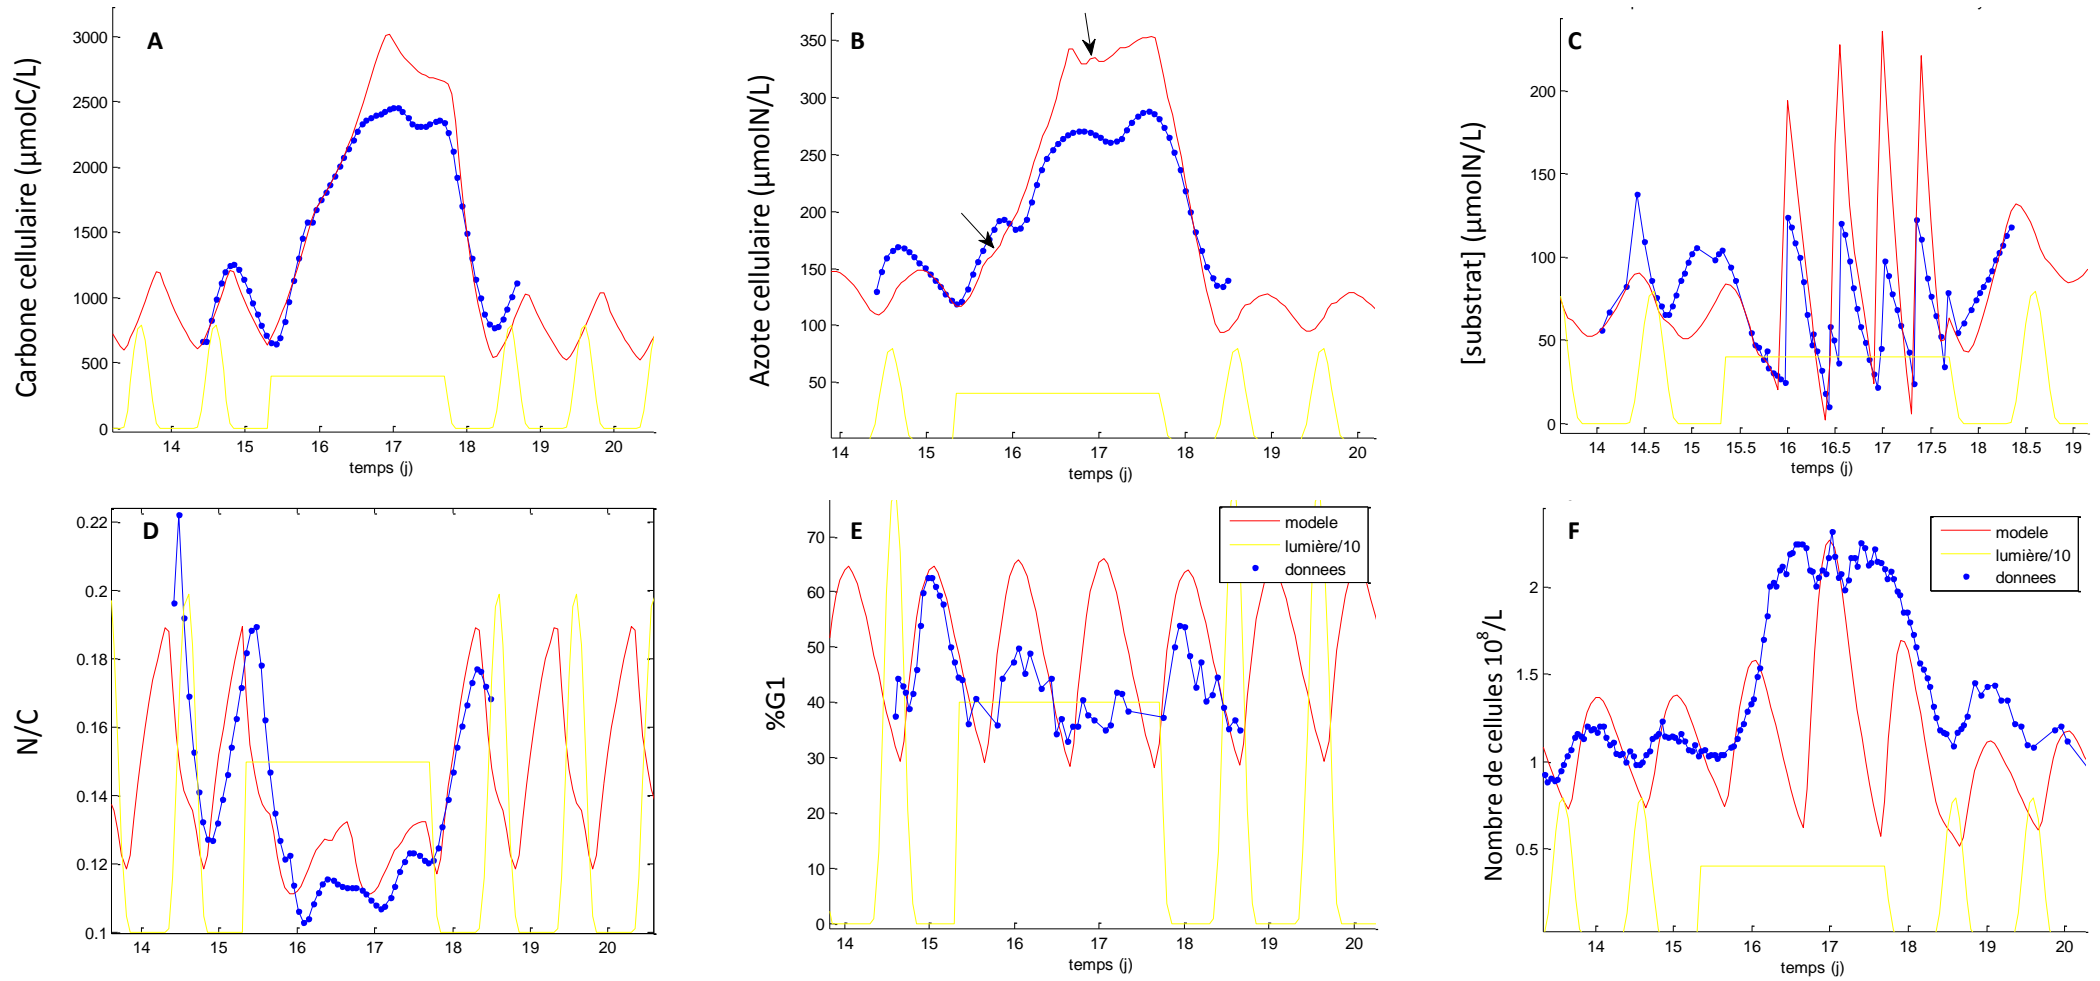 A
Carbone cellulaire (µmolC/L)
3000
2500
2000
1500
1000
500
0
14 15 16 17 18 19 20
temps (j)
B
Azote cellulaire (µmolN/L)
350
300
250
200
150
100
50
14 15 16 17 18 19 20
temps (j)
C
[substrat] (µmolN/L)
200
150
100
50
0
14 14.5 15 15.5 16 16.5 17 17.5 18 18.5 19
temps (j)
D
N/C
0.22
0.2
0.18
0.16
0.14
0.12
0.1
14 15 16 17 18 19 20
E
%G1
70
60
50
40
30
20
10
0
14 15 16 17 18 19 20
temps (j)
modele
lumière/10
donnees
F
Nombre de cellules 10⁸/L
2
1.5
1
0.5
14 15 16 17 18 19 20
temps (j)
modele
lumière/10
donnees